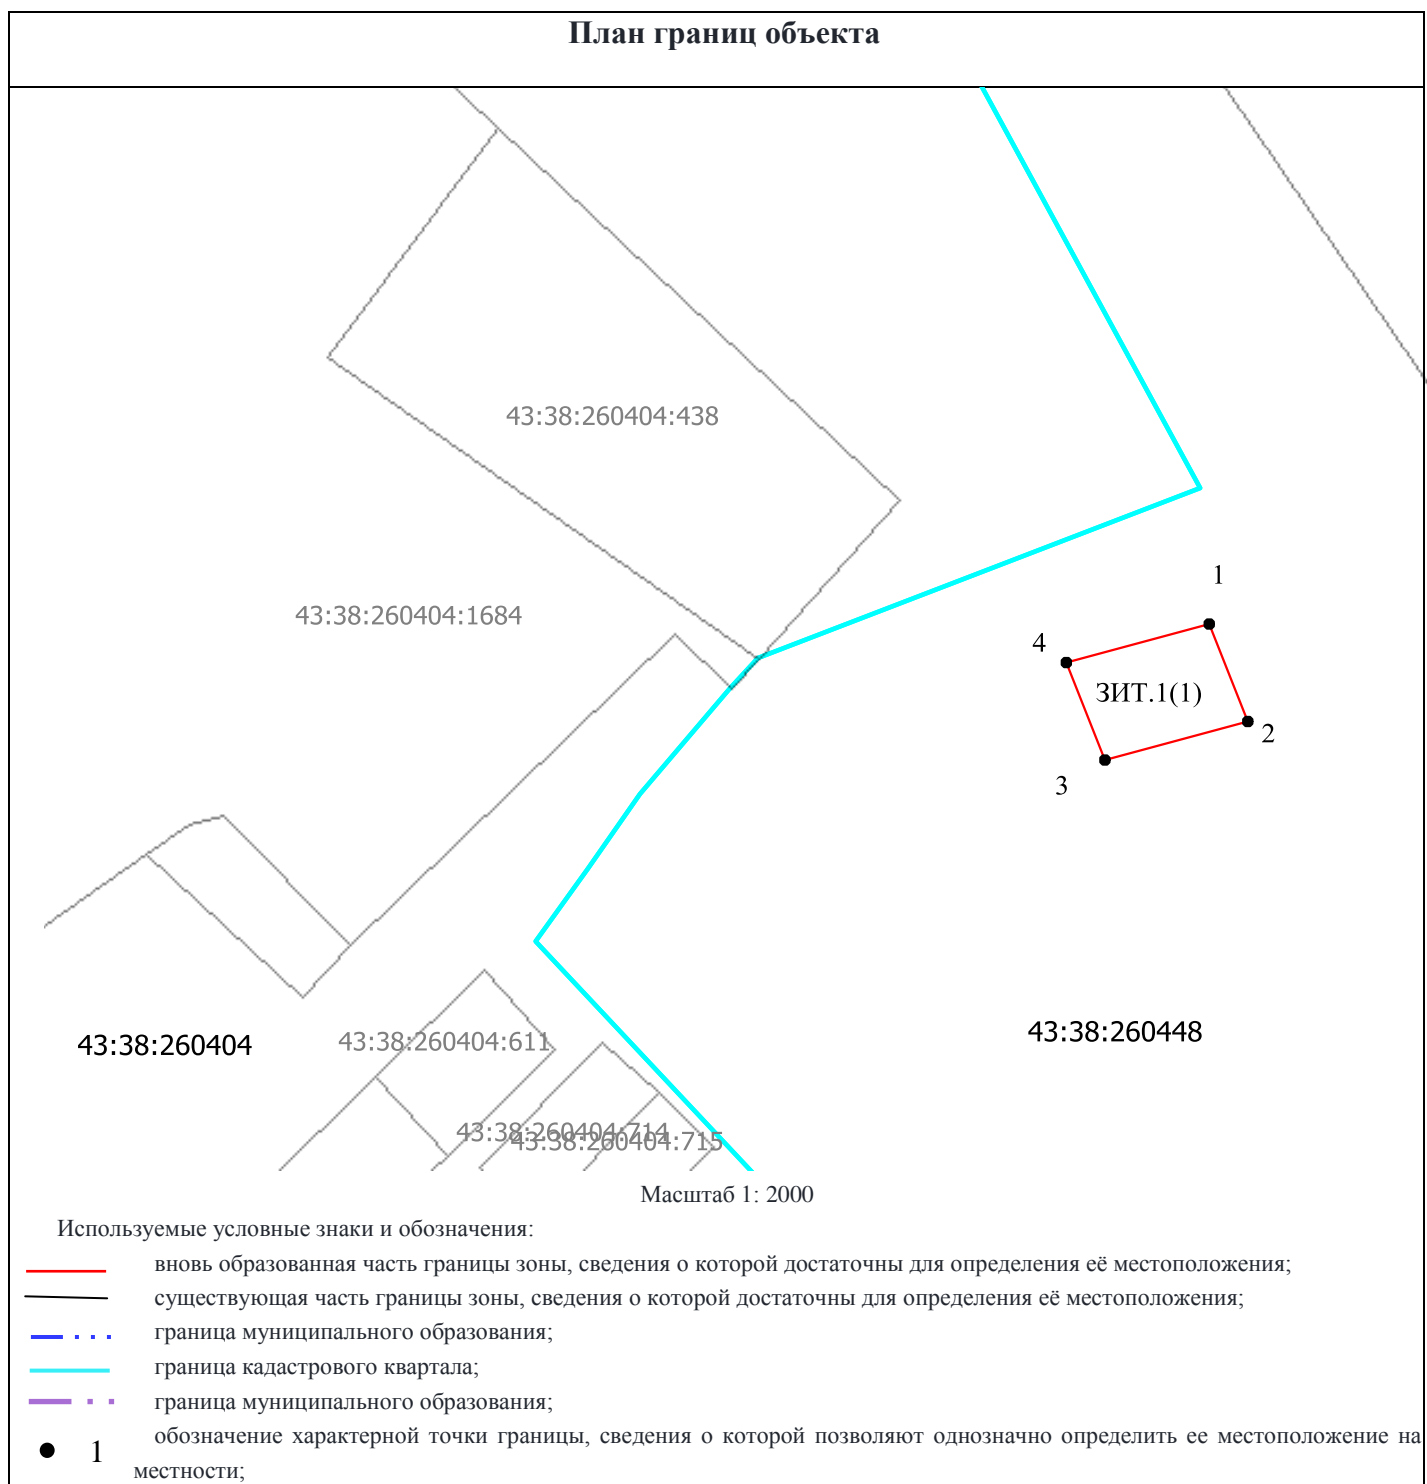 План границ объекта
43:38:260404:438
1
43:38:260404:1684
4
ЗИТ.1(1)
2
3
43:38:260448
43:38:260404
43:38:260404:611
43:38:260404:714
43:38:260404:715
Масштаб 1: 2000
Используемые условные знаки и обозначения:
вновь образованная часть границы зоны, сведения о которой достаточны для определения её местоположения;
существующая часть границы зоны, сведения о которой достаточны для определения её местоположения;
граница муниципального образования;
граница кадастрового квартала;
граница муниципального образования;
1 обозначение характерной точки границы, сведения о которой позволяют однозначно определить ее местоположение на
местности;